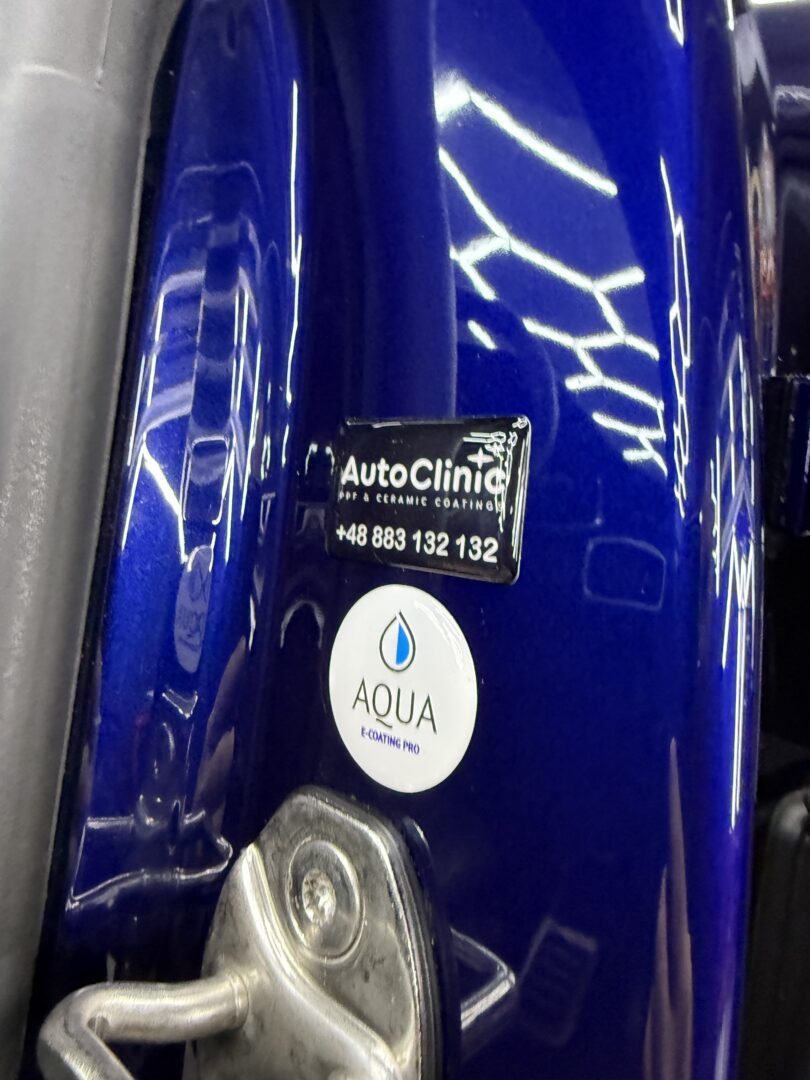 AutoClinic
PPF & CERAMIC COATINGS
+48 883 132 132
AQUA
E-COATING PRO